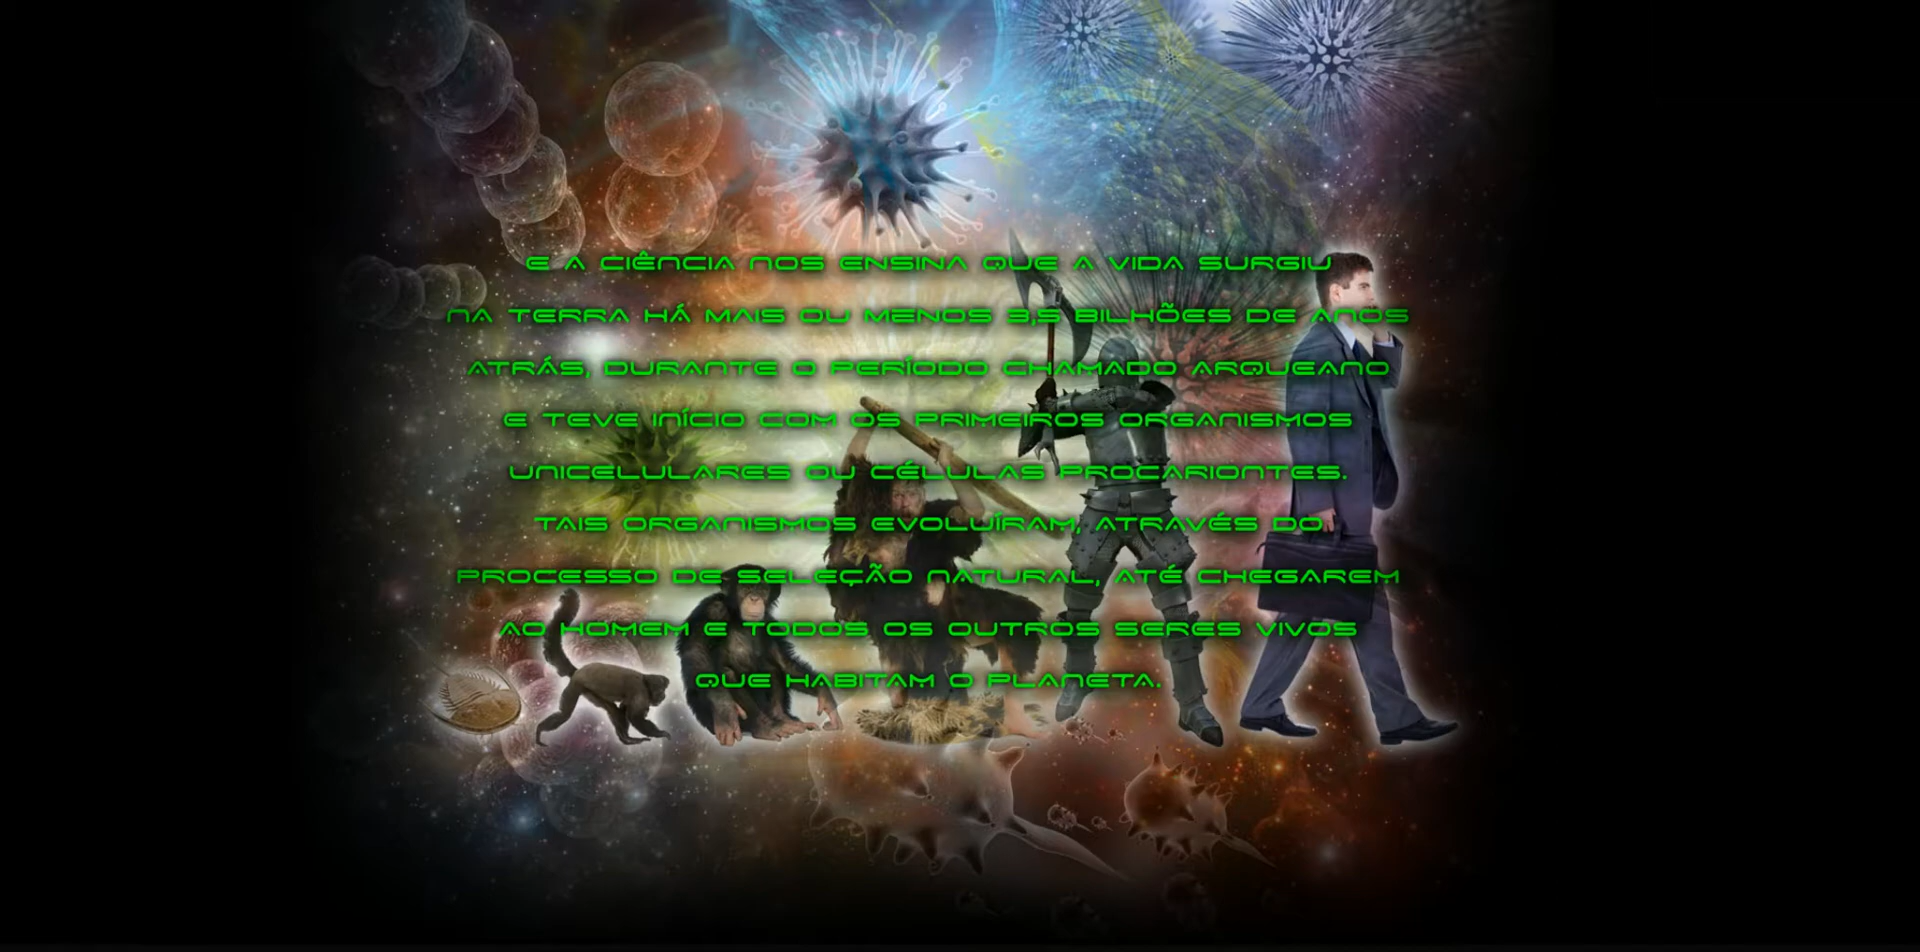 E A CIÊNCIA NOS ENSINA QUE A VIDA SURGIU
NA TERRA HÁ MAIS OU MENOS 3,5 BILHÕES DE ANOS
ATRÁS, DURANTE O PERÍODO CHAMADO ARQUEANO
E TEVE INÍCIO COM OS PRIMEIROS ORGANISMOS
UNICELULARES OU CÉLULAS PROCARIONTES.
TAIS ORGANISMOS EVOLUÍRAM, ATRAVÉS DO
PROCESSO DE SELEÇÃO NATURAL, ATÉ CHEGAREM
AO HOMEM E TODOS OS OUTROS SERES VIVOS
QUE HABITAM O PLANETA.